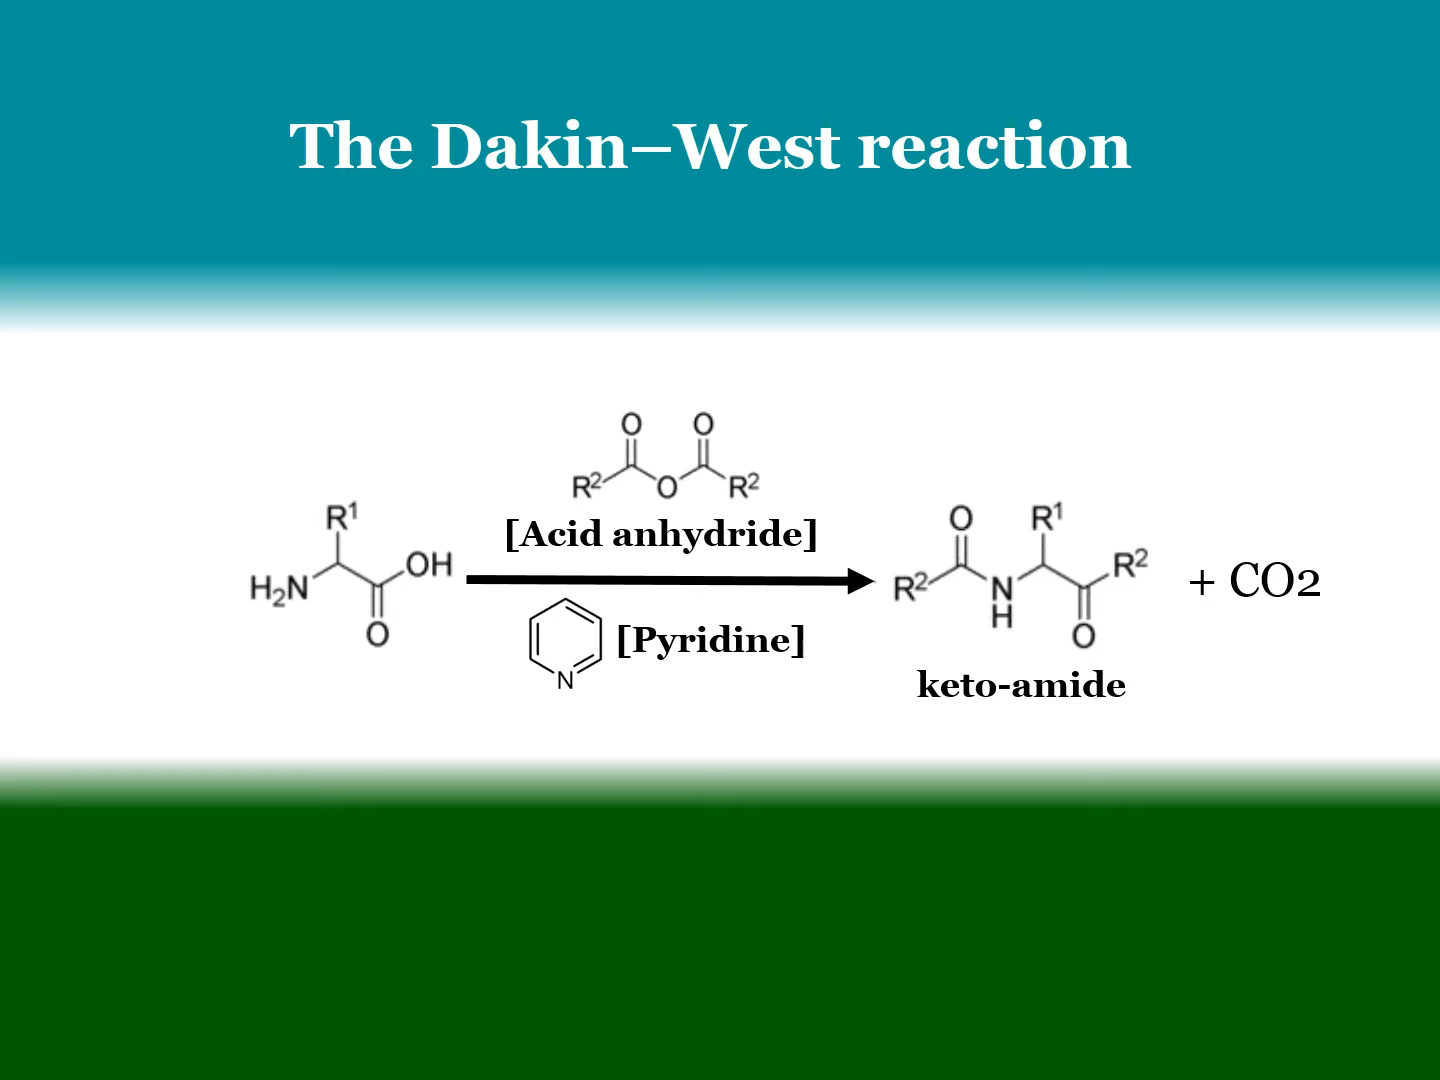 The Dakin–West reaction
O O
R² O R²
[Acid anhydride]
R¹
H₂N OH
O
N [Pyridine]
O R¹
R² N H R²
O
+ CO2
keto-amide